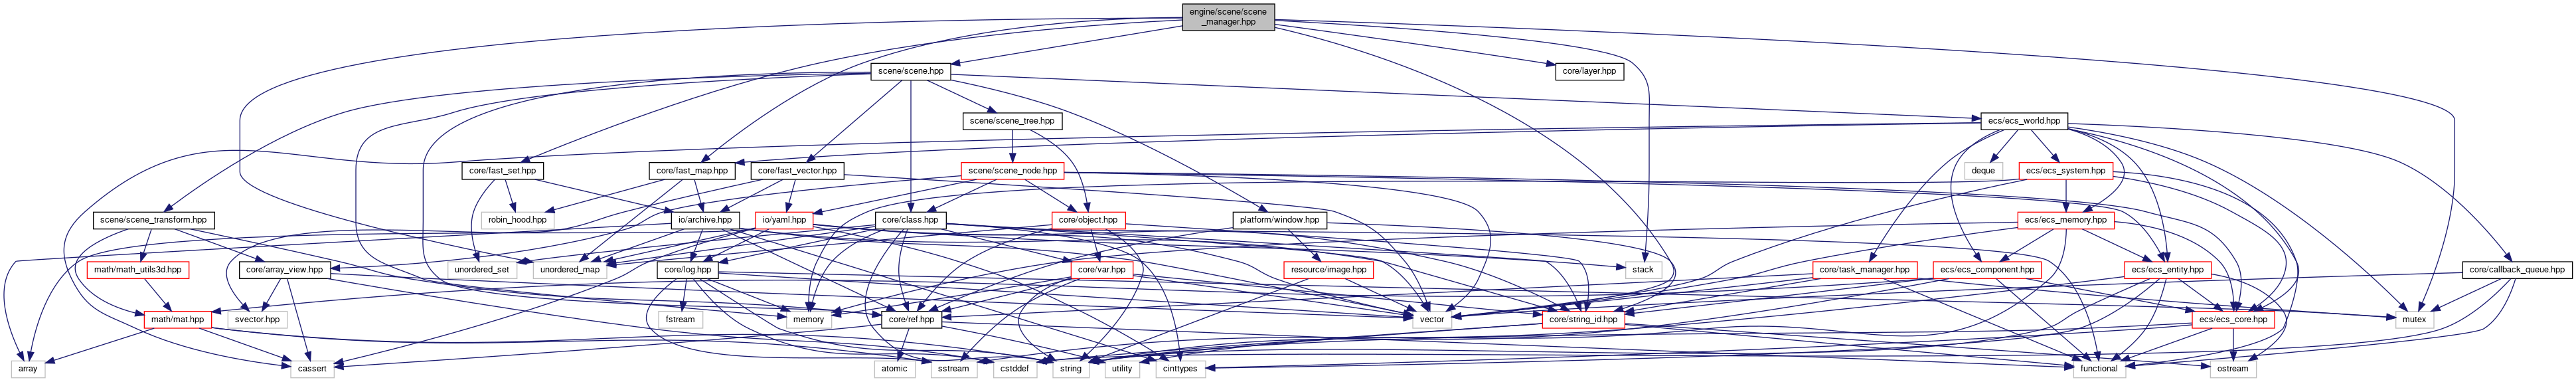 engine/scene/scene
_manager.hpp
scene/scene.hpp
core/layer.hpp
scene/scene_tree.hpp
ecs/ecs_world.hpp
core/fast_set.hpp
core/fast_map.hpp
core/fast_vector.hpp
scene/scene_node.hpp
deque
ecs/ecs_system.hpp
scene/scene_transform.hpp
robin_hood.hpp
io/archive.hpp
io/yaml.hpp
core/class.hpp
core/object.hpp
platform/window.hpp
ecs/ecs_memory.hpp
math/math_utils3d.hpp
core/array_view.hpp
unordered_set
unordered_map
core/log.hpp
core/var.hpp
resource/image.hpp
stack
core/task_manager.hpp
ecs/ecs_component.hpp
ecs/ecs_entity.hpp
core/callback_queue.hpp
math/mat.hpp
svector.hpp
fstream
memory
core/ref.hpp
vector
core/string_id.hpp
ecs/ecs_core.hpp
mutex
array
cassert
atomic
sstream
cstddef
string
utility
cinttypes
functional
ostream